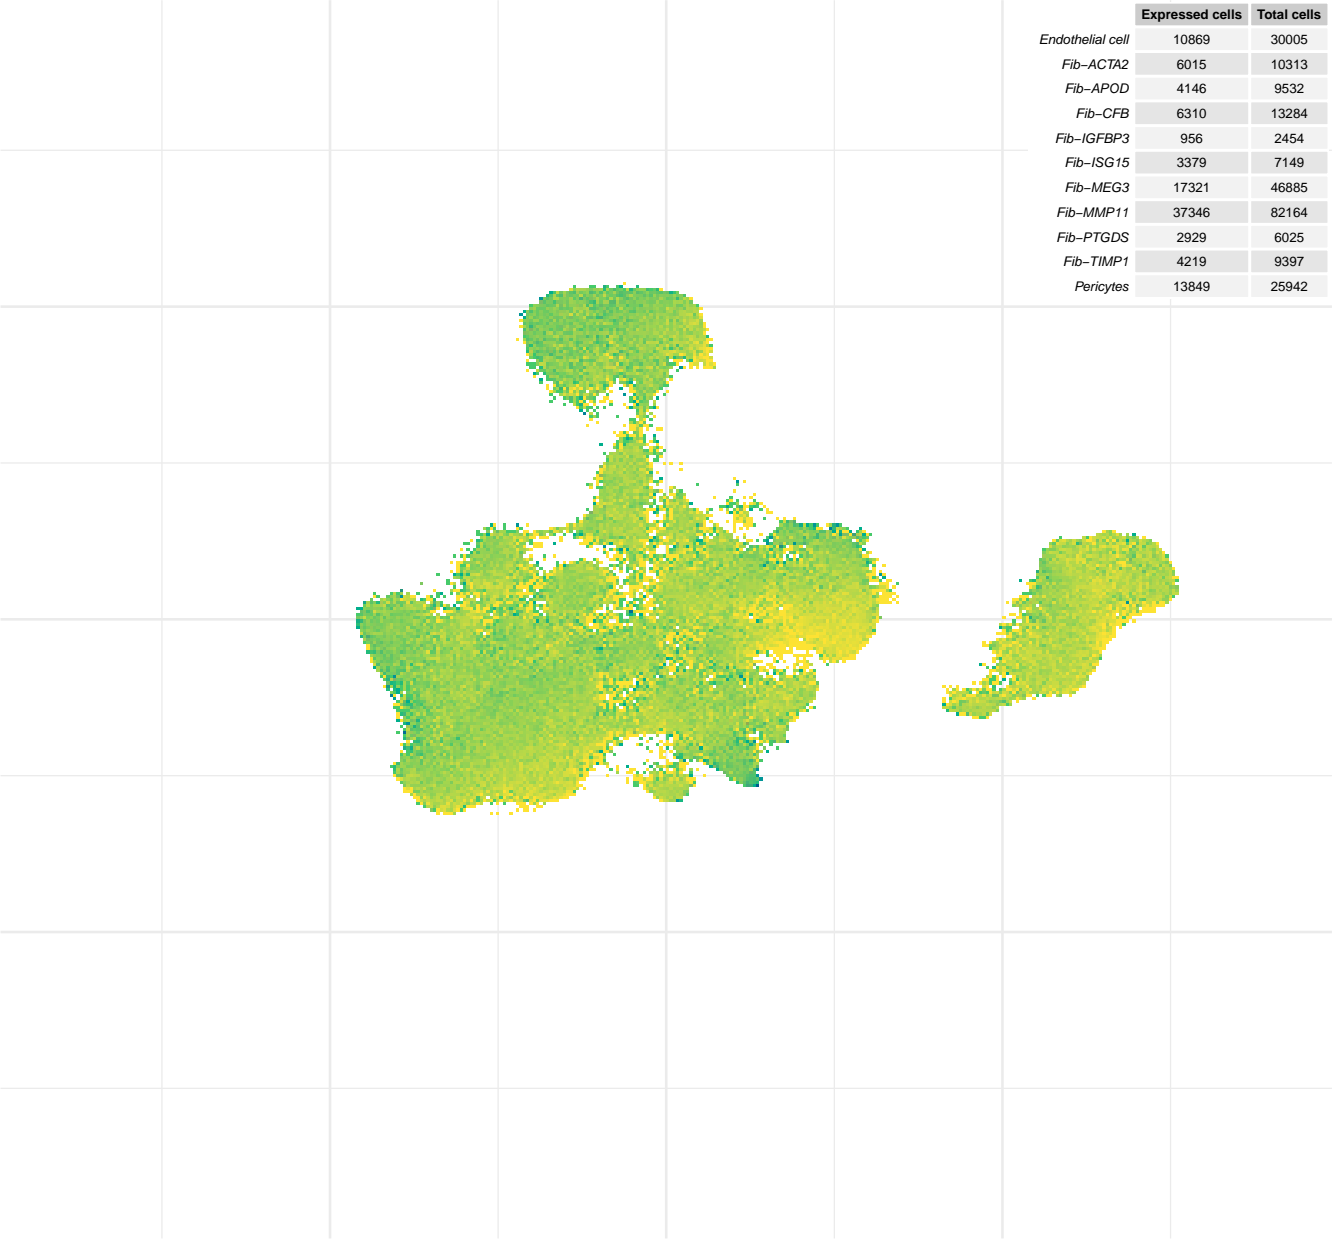 Expressed cells Total cells
Endothelial cell 10869 30005
Fib−ACTA2 6015 10313
Fib−APOD 4146 9532
Fib−CFB 6310 13284
Fib−IGFBP3 956 2454
Fib−ISG15 3379 7149
Fib−MEG3 17321 46885
Fib−MMP11 37346 82164
Fib−PTGDS 2929 6025
Fib−TIMP1 4219 9397
Pericytes 13849 25942